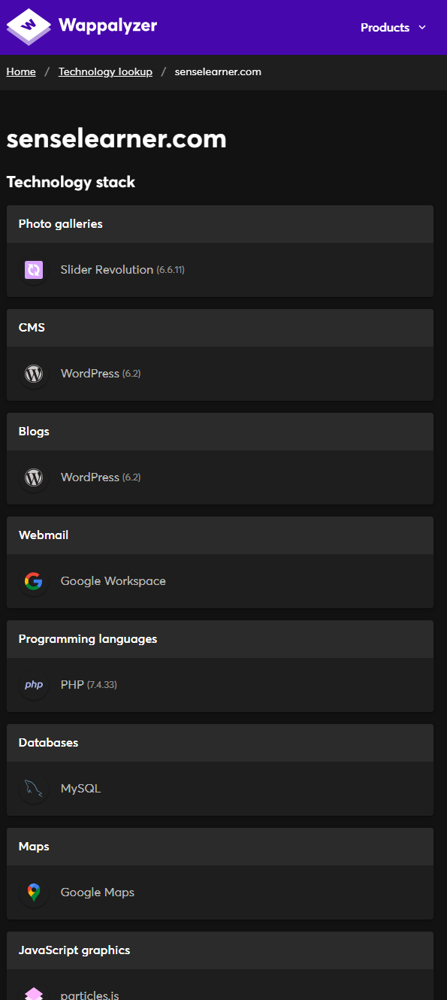 Wappalyzer
Products
Home / Technology lookup / senselearner.com
senselearner.com
Technology stack
Photo galleries
Slider Revolution (6.6.11)
CMS
WordPress (6.2)
Blogs
WordPress (6.2)
Webmail
Google Workspace
Programming languages
php PHP (7.4.33)
Databases
MySQL
Maps
Google Maps
JavaScript graphics
particles.js